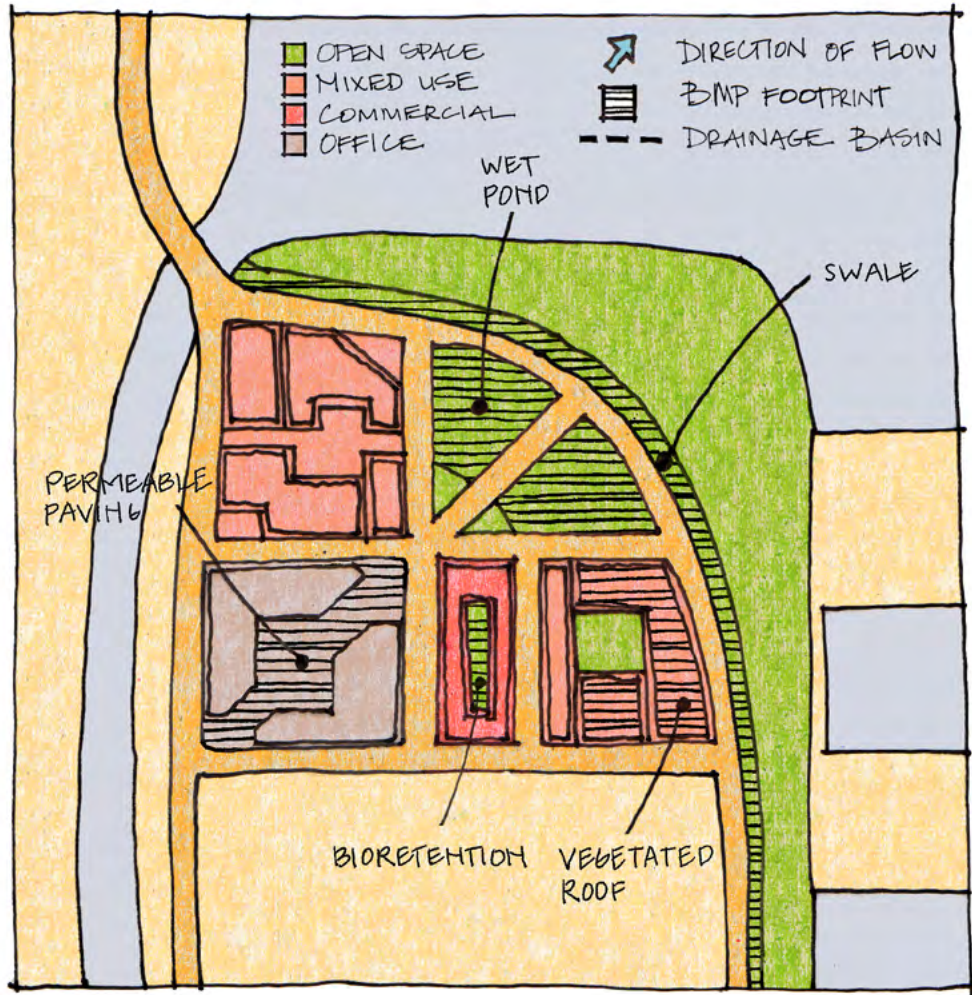 OPEN SPACE
MIXED USE
COMMERCIAL
OFFICE
DIRECTION OF FLOW
BMP FOOTPRINT
DRAINAGE BASIN
WET
POND
SWALE
PERMEABLE
PAVING
BIORETENTION
VEGETATED
ROOF